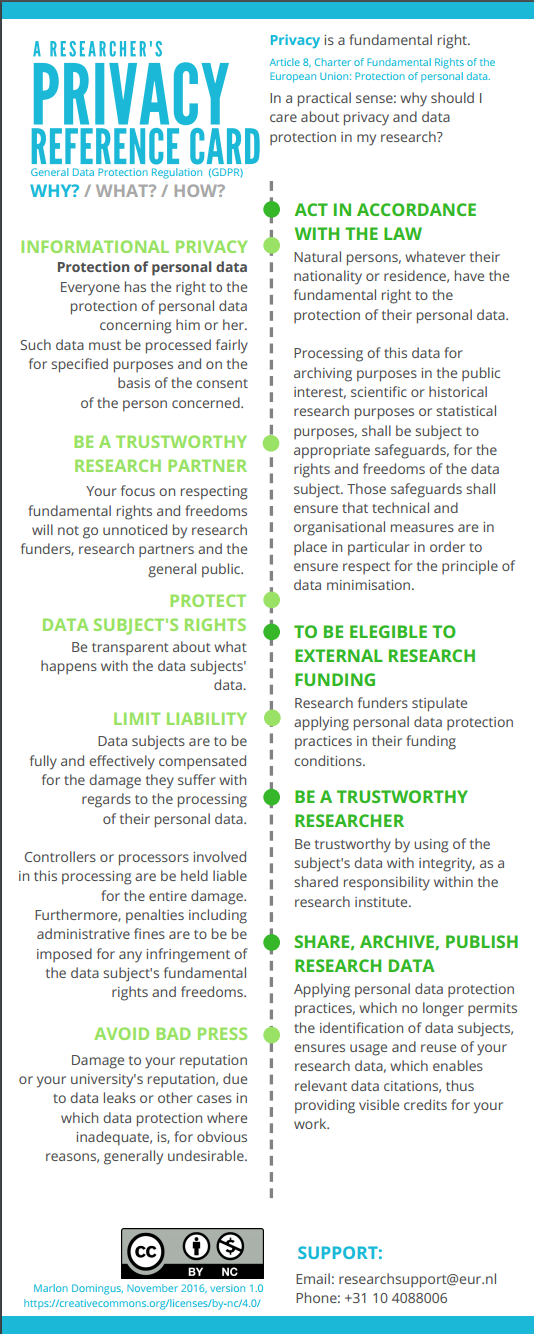 A RESEARCHER'S
PRIVACY
REFERENCE CARD
General Data Protection Regulation (GDPR)
WHY? / WHAT? / HOW?
Privacy is a fundamental right.
Article 8, Charter of Fundamental Rights of the
European Union: Protection of personal data.
In a practical sense: why should I
care about privacy and data
protection in my research?
INFORMATIONAL PRIVACY
Protection of personal data
Everyone has the right to the
protection of personal data
concerning him or her.
Such data must be processed fairly
for specified purposes and on the
basis of the consent
of the person concerned.
BE A TRUSTWORTHY
RESEARCH PARTNER
Your focus on respecting
fundamental rights and freedoms
will not go unnoticed by research
funders, research partners and the
general public.
PROTECT
DATA SUBJECT'S RIGHTS
Be transparent about what
happens with the data subjects'
data.
LIMIT LIABILITY
Data subjects are to be
fully and effectively compensated
for the damage they suffer with
regards to the processing
of their personal data.
Controllers or processors involved
in this processing are be held liable
for the entire damage.
Furthermore, penalties including
administrative fines are to be be
imposed for any infringement of
the data subject's fundamental
rights and freedoms.
AVOID BAD PRESS
Damage to your reputation
or your university's reputation, due
to data leaks or other cases in
which data protection where
inadequate, is, for obvious
reasons, generally undesirable.
ACT IN ACCORDANCE
WITH THE LAW
Natural persons, whatever their
nationality or residence, have the
fundamental right to the
protection of their personal data.
Processing of this data for
archiving purposes in the public
interest, scientific or historical
research purposes or statistical
purposes, shall be subject to
appropriate safeguards, for the
rights and freedoms of the data
subject. Those safeguards shall
ensure that technical and
organisational measures are in
place in particular in order to
ensure respect for the principle of
data minimisation.
TO BE ELEGIBLE TO
EXTERNAL RESEARCH
FUNDING
Research funders stipulate
applying personal data protection
practices in their funding
conditions.
BE A TRUSTWORTHY
RESEARCHER
Be trustworthy by using of the
subject's data with integrity, as a
shared responsibility within the
research institute.
SHARE, ARCHIVE, PUBLISH
RESEARCH DATA
Applying personal data protection
practices, which no longer permits
the identification of data subjects,
ensures usage and reuse of your
research data, which enables
relevant data citations, thus
providing visible credits for your
work.
CC
BY NC
Marlon Domingus, November 2016, version 1.0
https://creativecommons.org/licenses/by-nc/4.0/
SUPPORT:
Email: researchsupport@eur.nl
Phone: +31 10 4088006